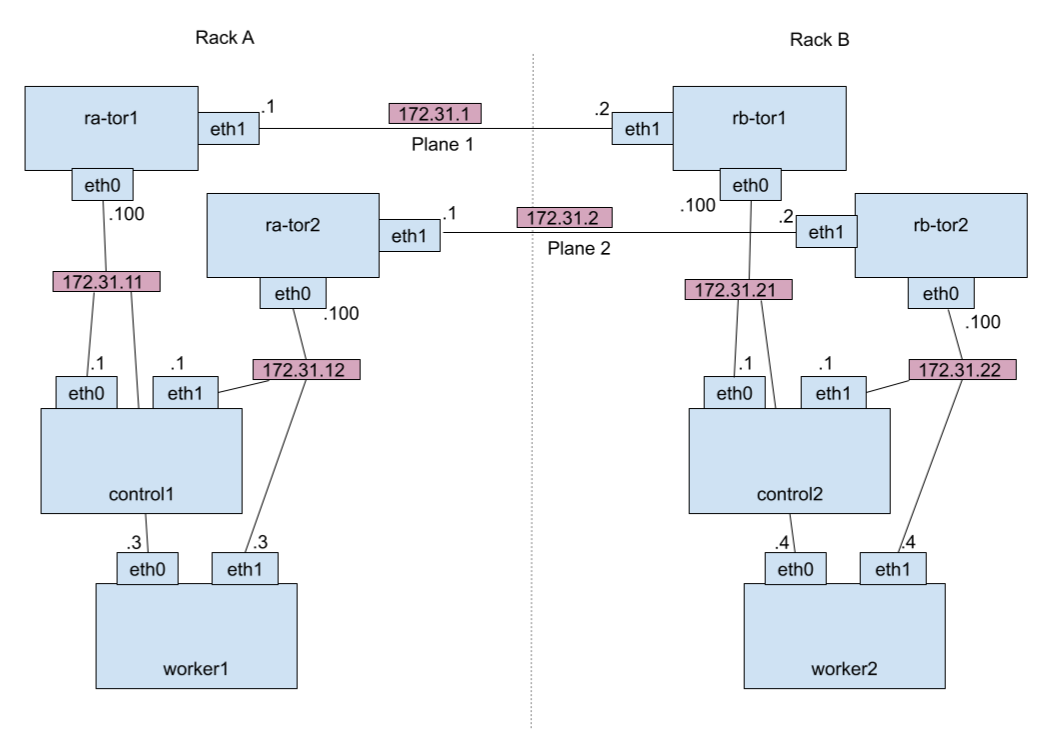 Rack A
Rack B
ra-tor1
eth1
.1
172.31.1
Plane 1
.2
eth1
rb-tor1
eth0
.100
eth0
.100
ra-tor2
eth1
.1
172.31.2
Plane 2
.2
eth1
rb-tor2
eth0
.100
eth0
.100
172.31.11
172.31.21
172.31.12
172.31.22
.1
eth0
.1
eth1
control1
.1
eth0
.1
eth1
control2
.3
eth0
.3
eth1
worker1
.4
eth0
.4
eth1
worker2